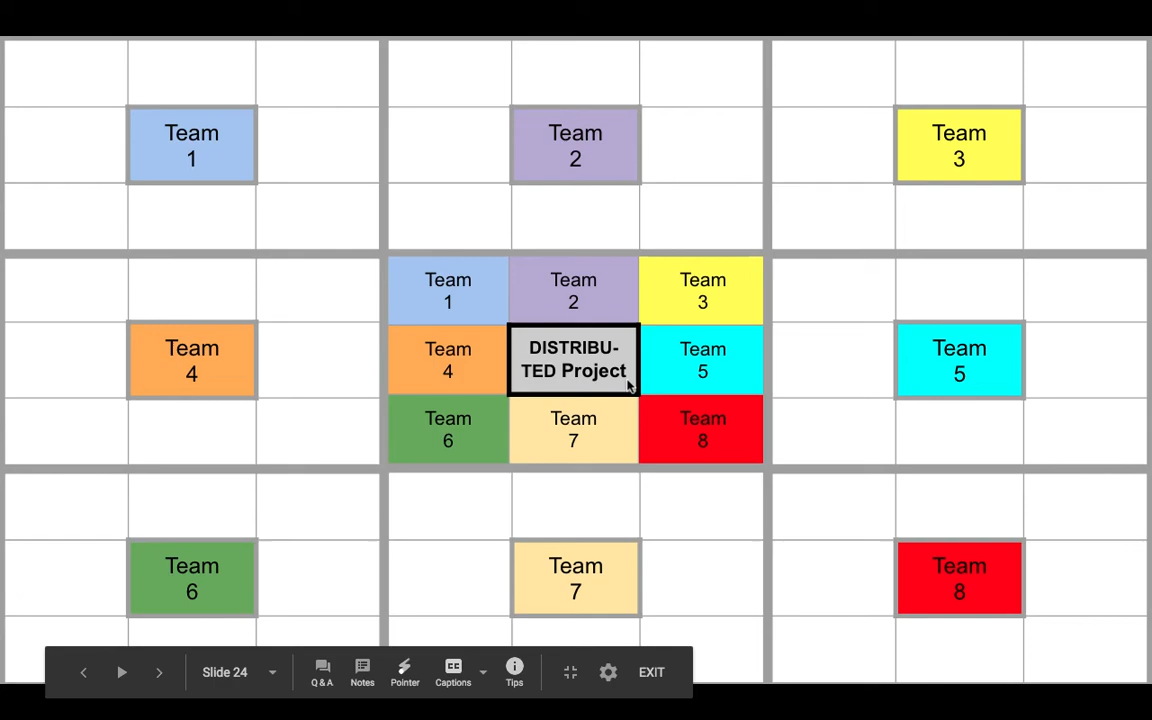 Team
1
Team
2
Team
3
Team
1
Team
2
Team
3
Team
4
Team
4
DISTRIBU-
TED Project
Team
5
Team
5
Team
6
Team
7
Team
8
Team
6
Team
7
Team
8
Slide 24
Q & A
Notes
Pointer
CC
Captions
Tips
EXIT